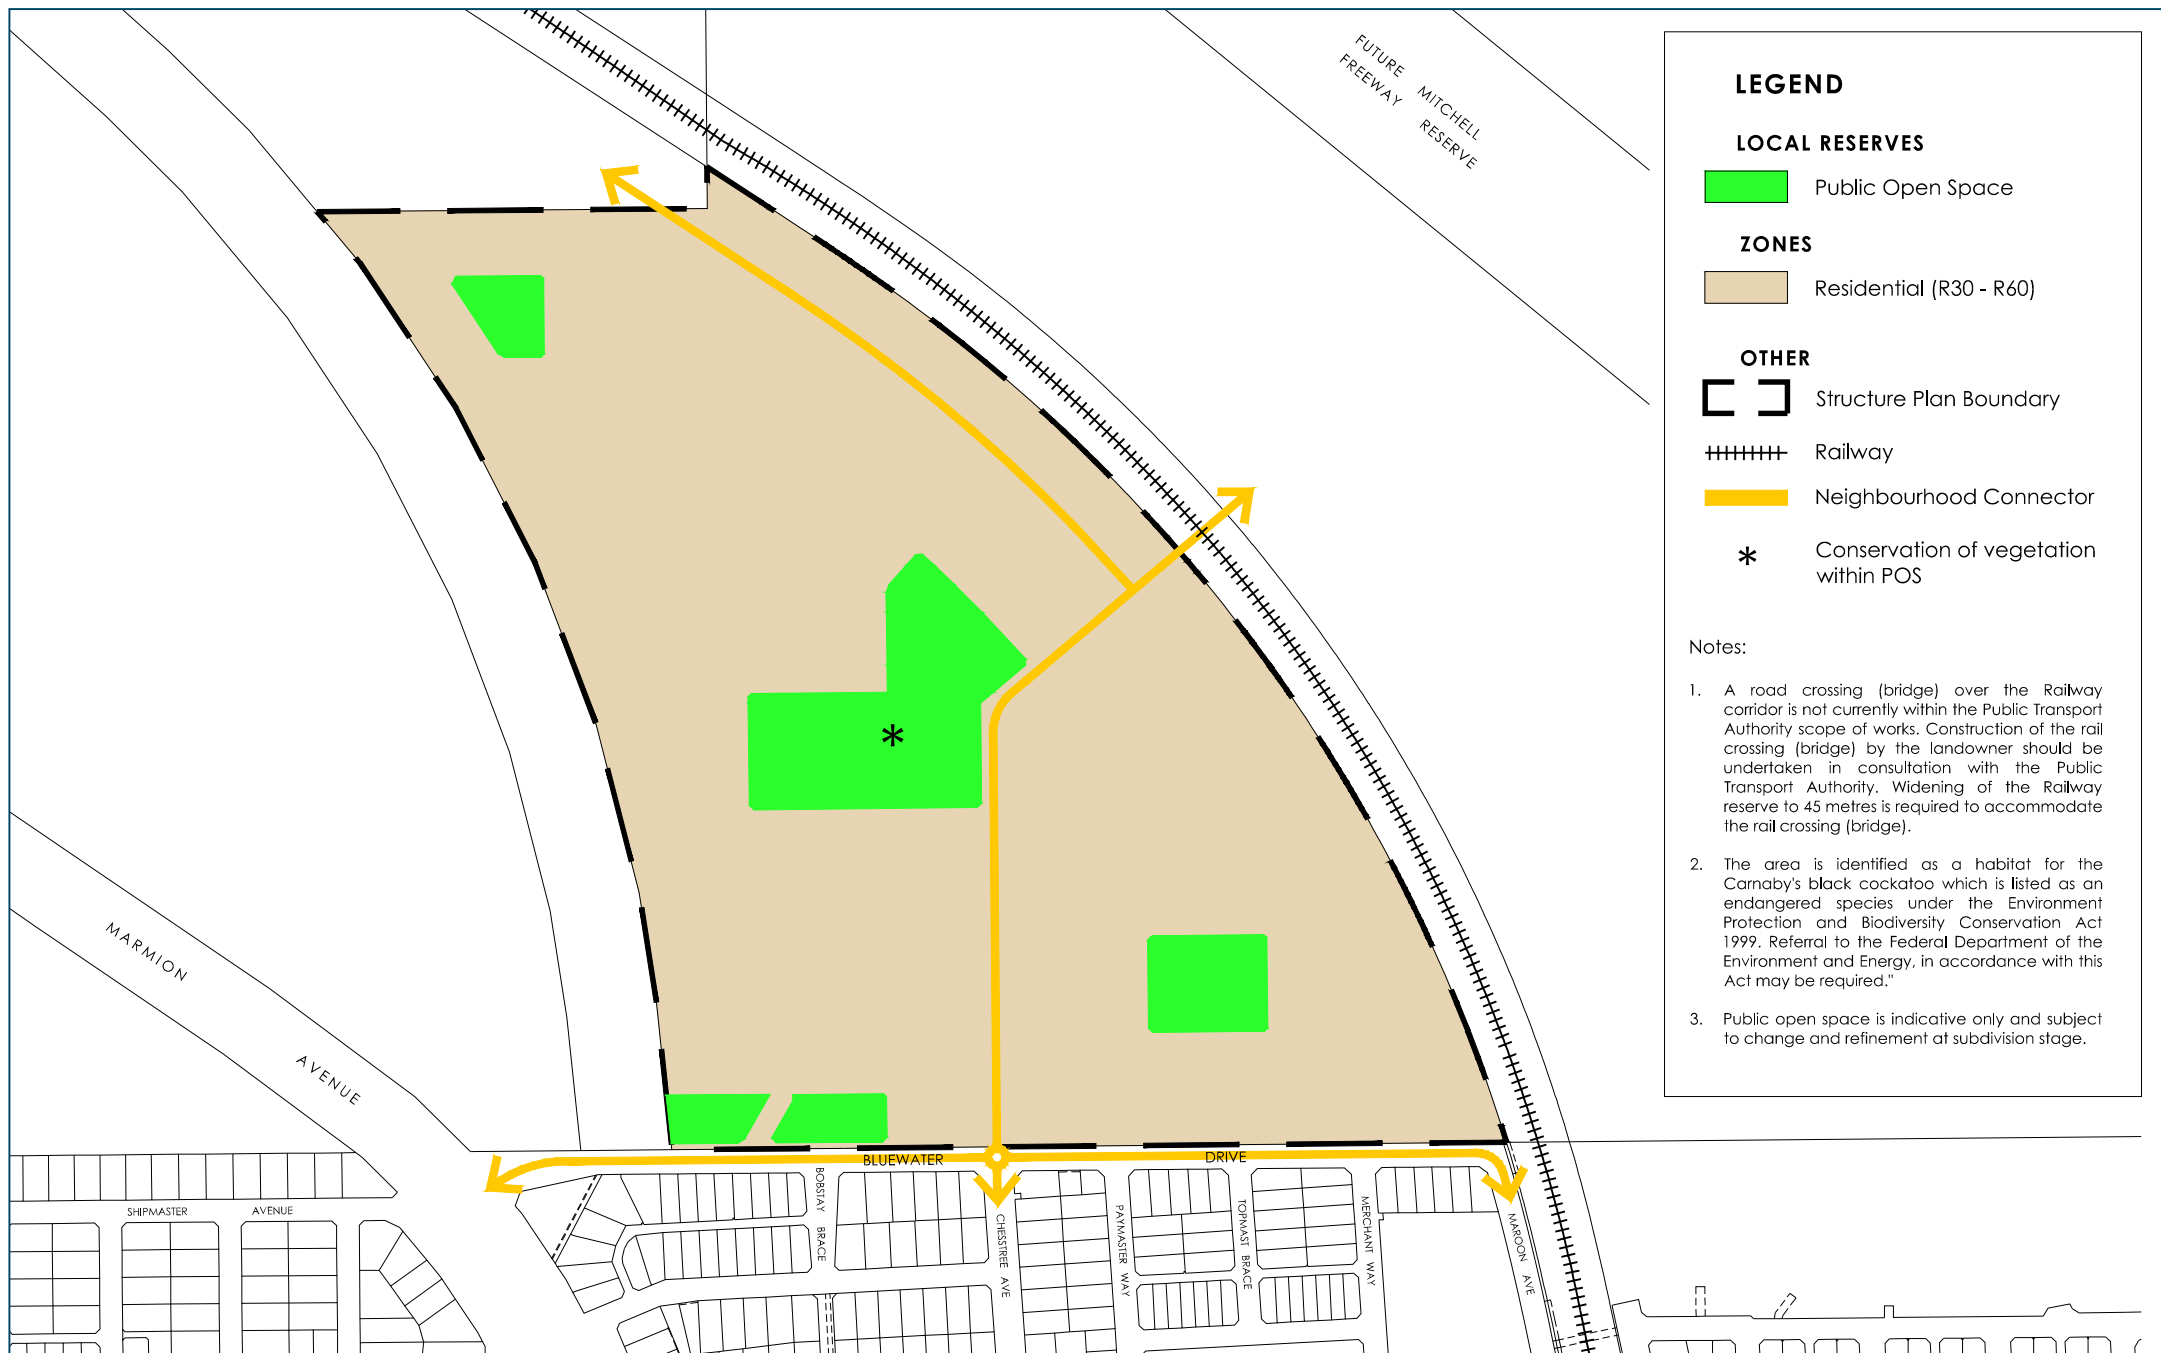 FUTURE MITCHELL
FREEWAY RESERVE
LEGEND
LOCAL RESERVES
Public Open Space
ZONES
Residential (R30 - R60)
OTHER
Structure Plan Boundary
Railway
Neighbourhood Connector
*
Conservation of vegetation
within POS
Notes:
1. A road crossing (bridge) over the Railway
corridor is not currently within the Public Transport
Authority scope of works. Construction of the rail
crossing (bridge) by the landowner should be
undertaken in consultation with the Public
Transport Authority. Widening of the Railway
reserve to 45 metres is required to accommodate
the rail crossing (bridge).
2. The area is identified as a habitat for the
Carnaby's black cockatoo which is listed as an
endangered species under the Environment
Protection and Biodiversity Conservation Act
1999. Referral to the Federal Department of the
Environment and Energy, in accordance with this
Act may be required."
3. Public open space is indicative only and subject
to change and refinement at subdivision stage.
*
MARMION AVENUE
BLUEWATER DRIVE
SHIPMASTER AVENUE
BOBSTAY BRACE
CHESSTREE AVE
PAYMASTER WAY
TOPMAST BRACE
MERCHANT WAY
MAROON AVE